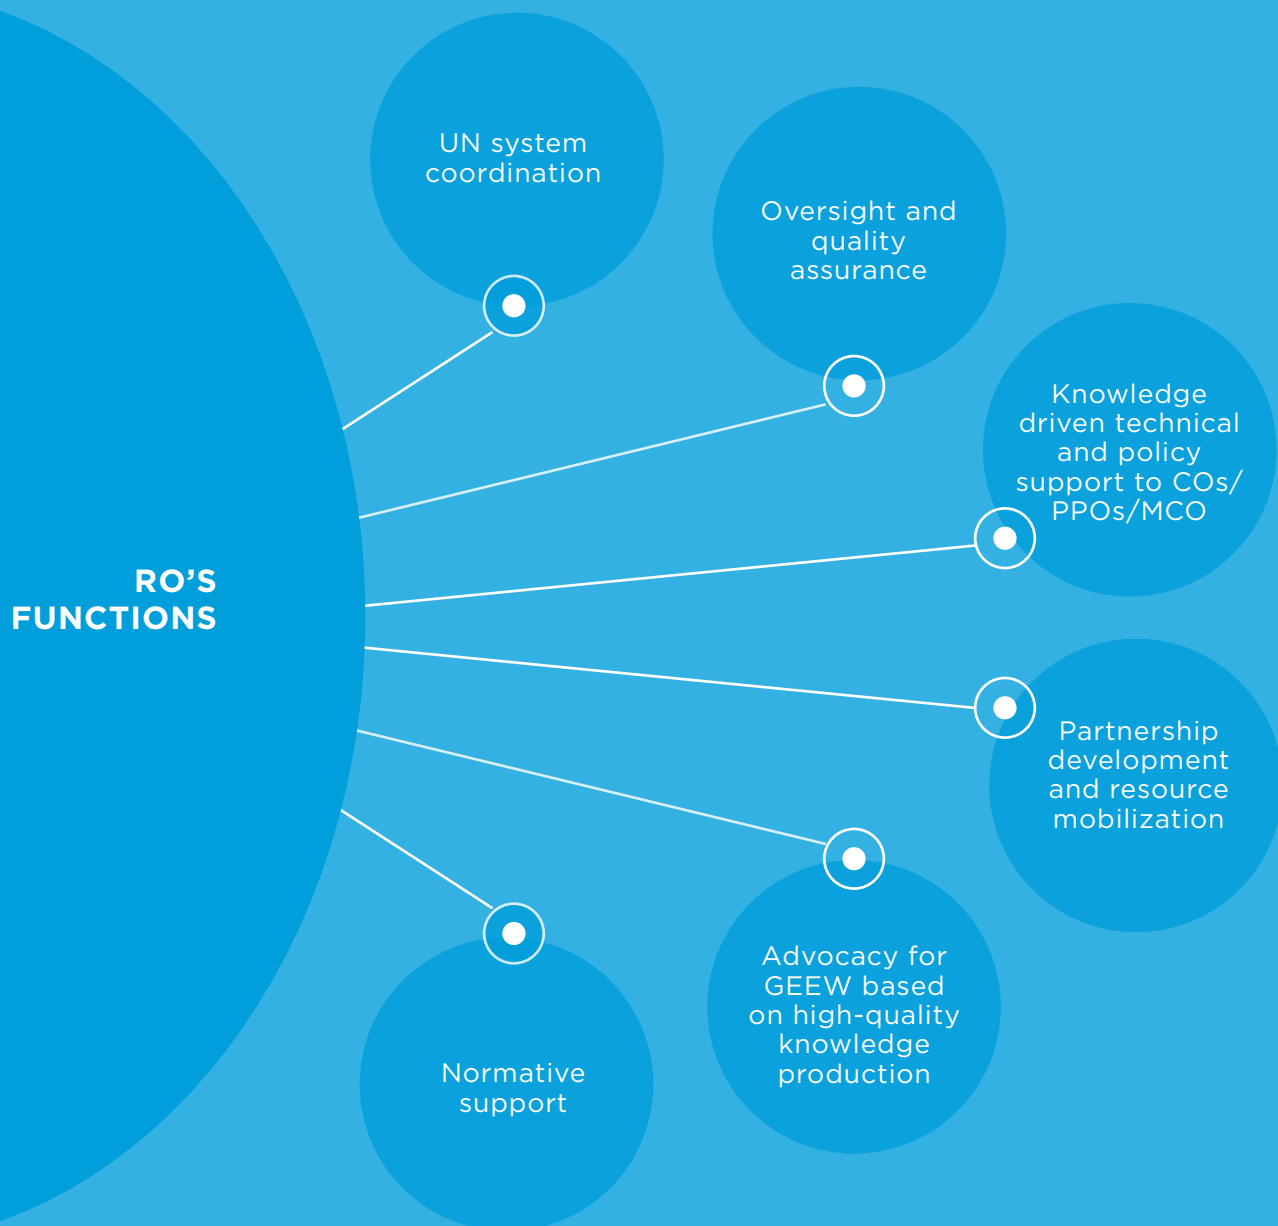 RO'S
FUNCTIONS
UN system
coordination
Oversight and
quality
assurance
Knowledge
driven technical
and policy
support to COs/
PPOs/MCO
Partnership
development
and resource
mobilization
Advocacy for
GEEW based
on high-quality
knowledge
production
Normative
support